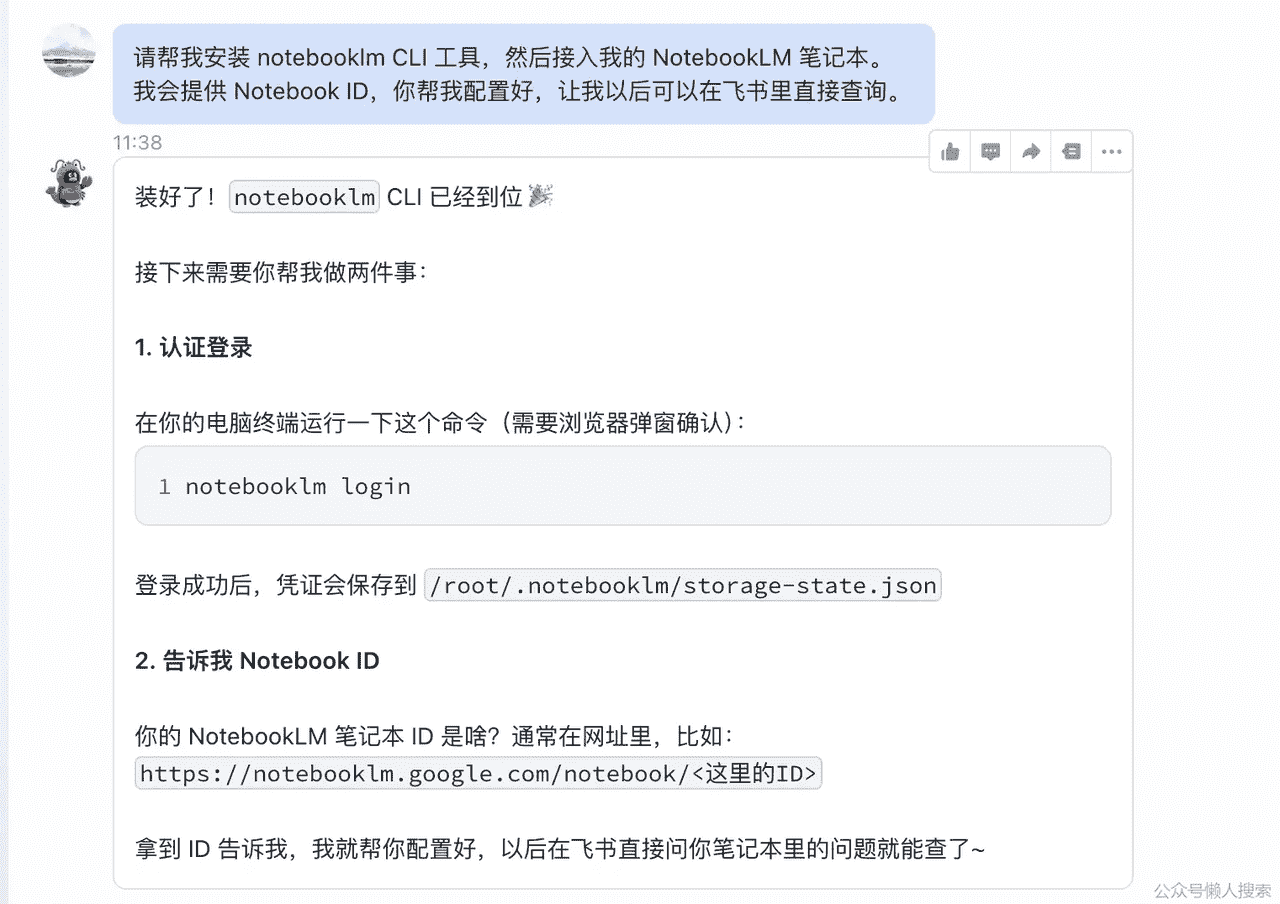 请帮我安装 notebooklm CLI 工具，然后接入我的 NotebookLM 笔记本。
我会提供 Notebook ID，你帮我配置好，让我以后可以在飞书里直接查询。
11:38
装好了！notebooklm CLI 已经到位🎉
接下来需要你帮我做两件事：
1. 认证登录
在你的电脑终端运行一下这个命令（需要浏览器弹窗确认）：
1 notebooklm login
登录成功后，凭证会保存到 /root/.notebooklm/storage-state.json
2. 告诉我 Notebook ID
你的 NotebookLM 笔记本 ID 是啥？通常在网址里，比如：
https://notebooklm.google.com/notebook/<这里的ID>
拿到 ID 告诉我，我就帮你配置好，以后在飞书直接问你笔记本里的问题就能查了~
公众号懒人搜索